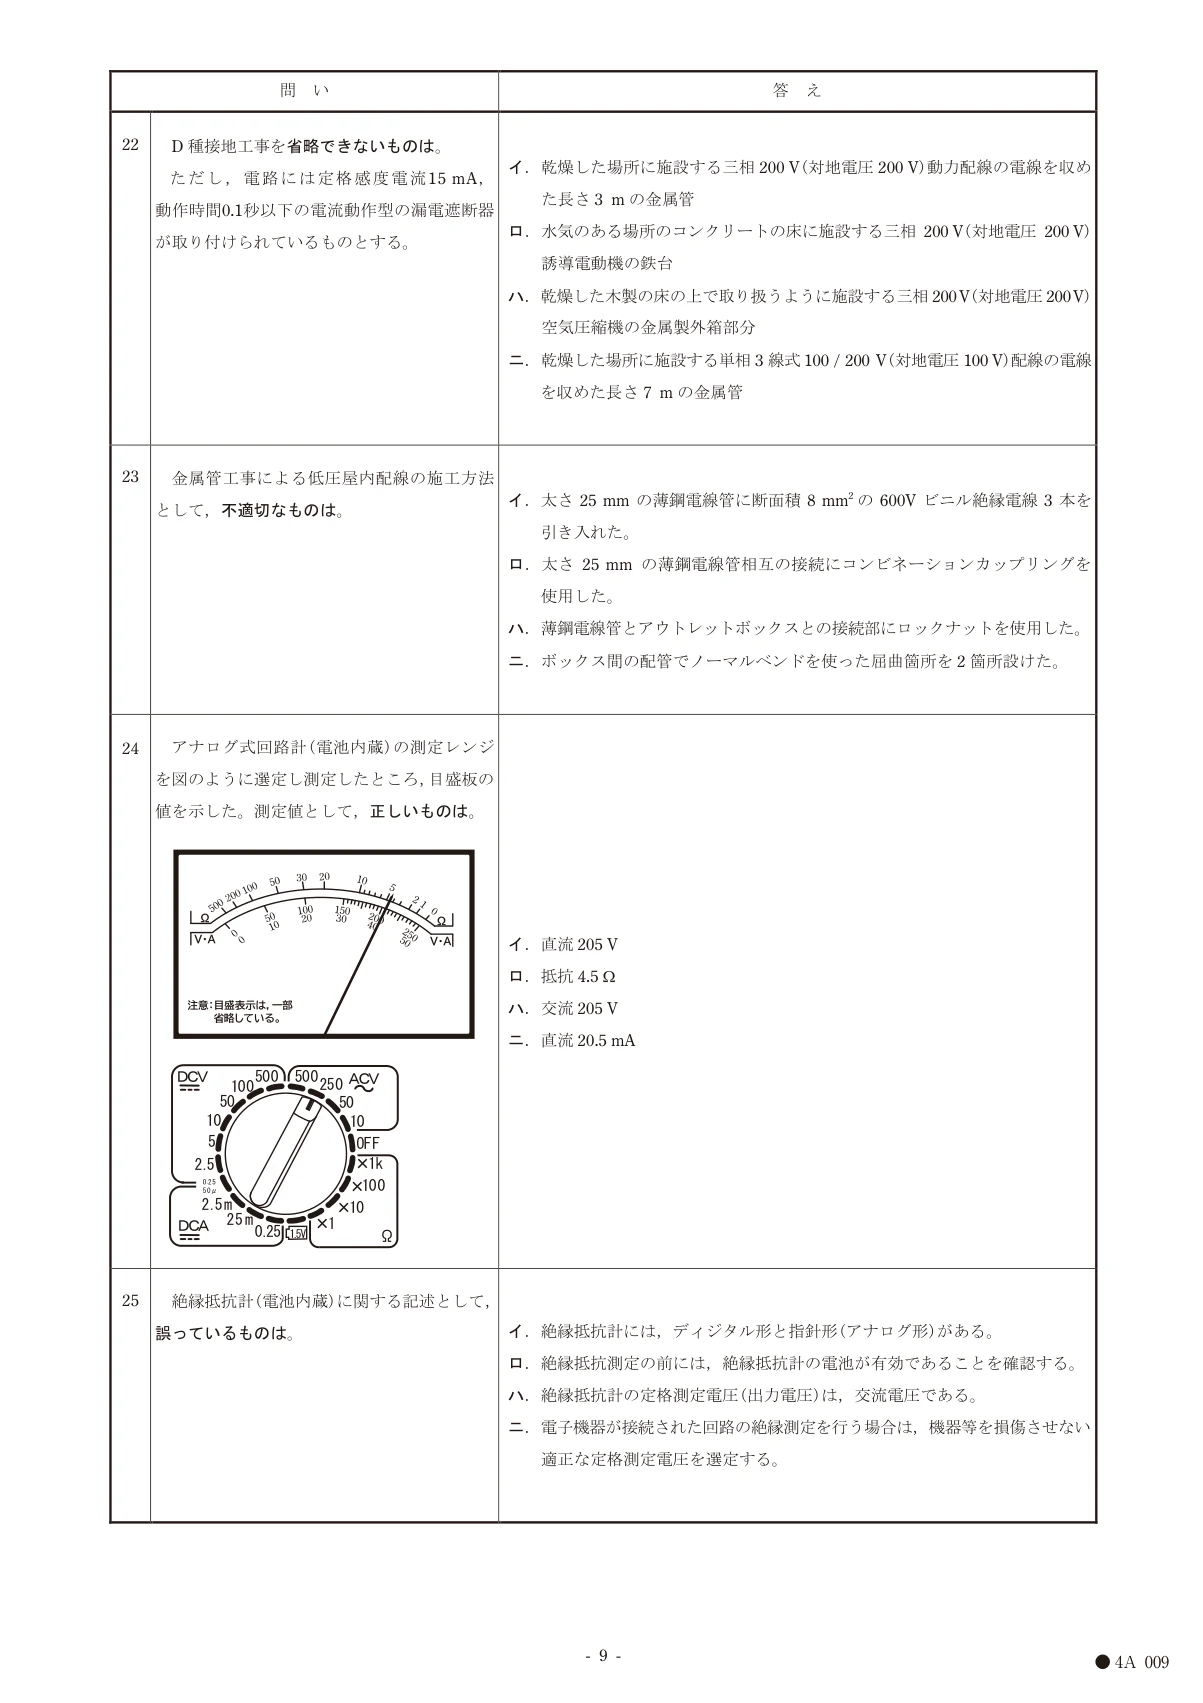 問　い
答　え
22
D 種接地工事を省略できないものは。
ただし，電路には定格感度電流15 mA，
動作時間0.1秒以下の電流動作型の漏電遮断器
が取り付けられているものとする。
イ．乾燥した場所に施設する三相 200 V(対地電圧 200 V)動力配線の電線を収め
た長さ 3 m の金属管
ロ．水気のある場所のコンクリートの床に施設する三相 200 V(対地電圧 200 V)
誘導電動機の鉄台
ハ．乾燥した木製の床の上で取り扱うように施設する三相 200 V(対地電圧 200 V)
空気圧縮機の金属製外箱部分
ニ．乾燥した場所に施設する単相 3 線式 100 / 200 V(対地電圧 100 V)配線の電線
を収めた長さ 7 m の金属管
23
金属管工事による低圧屋内配線の施工方法
として，不適切なものは。
イ．太さ 25 mm の薄鋼電線管に断面積 8 mm² の 600V ビニル絶縁電線 3 本を
引き入れた。
ロ．太さ 25 mm の薄鋼電線管相互の接続にコンビネーションカップリングを
使用した。
ハ．薄鋼電線管とアウトレットボックスとの接続部にロックナットを使用した。
ニ．ボックス間の配管でノーマルベンドを使った屈曲箇所を 2 箇所設けた。
24
アナログ式回路計(電池内蔵)の測定レンジ
を図のように選定し測定したところ，目盛板の
値を示した。測定値として，正しいものは。
500 200 100 50 30 20 10 5 2 1 0
Ω Ω
0 50 100 150 200 250
0 10 20 30 40 50
V・A V・A
注意：目盛表示は，一部
省略している。
DCV 500 500 ACV
100 250
50 50
10 10
5 OFF
2.5 ×1k
0.25
50μ ×100
2.5m ×10
DCA 25m ×1
0.25 1.5V Ω
イ．直流 205 V
ロ．抵抗 4.5 Ω
ハ．交流 205 V
ニ．直流 20.5 mA
25
絶縁抵抗計(電池内蔵)に関する記述として，
誤っているものは。
イ．絶縁抵抗計には，ディジタル形と指針形(アナログ形)がある。
ロ．絶縁抵抗測定の前には，絶縁抵抗計の電池が有効であることを確認する。
ハ．絶縁抵抗計の定格測定電圧(出力電圧)は，交流電圧である。
ニ．電子機器が接続された回路の絶縁測定を行う場合は，機器等を損傷させない
適正な定格測定電圧を選定する。
- 9 -
●4A 009